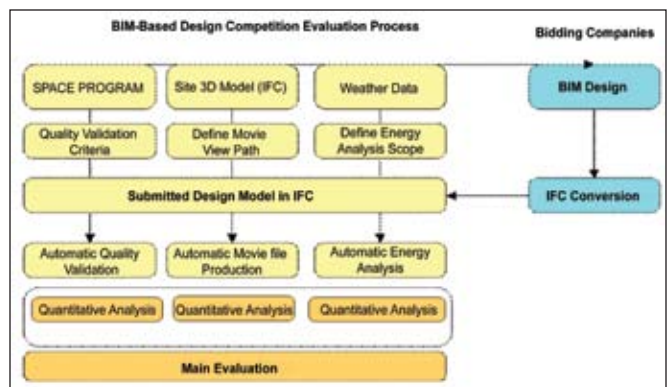 BIM-Based Design Competition Evaluation Process
Bidding Companies
SPACE PROGRAM
Site 3D Model (IFC)
Weather Data
BIM Design
Quality Validation
Criteria
Define Movie
View Path
Define Energy
Analysis Scope
Submitted Design Model in IFC
IFC Conversion
Automatic Quality
Validation
Automatic Movie file
Production
Automatic Energy
Analysis
Quantitative Analysis
Quantitative Analysis
Quantitative Analysis
Main Evaluation